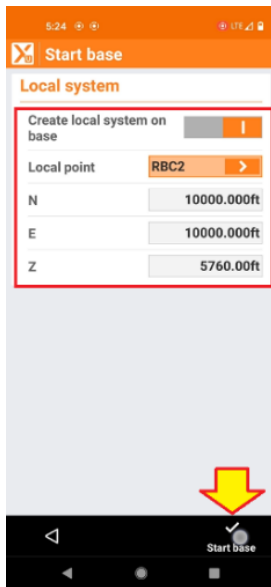 5:24 LTE
Start base
Local system
Create local system on
base
Local point RBC2
N 10000.000ft
E 10000.000ft
Z 5760.00ft
Start base